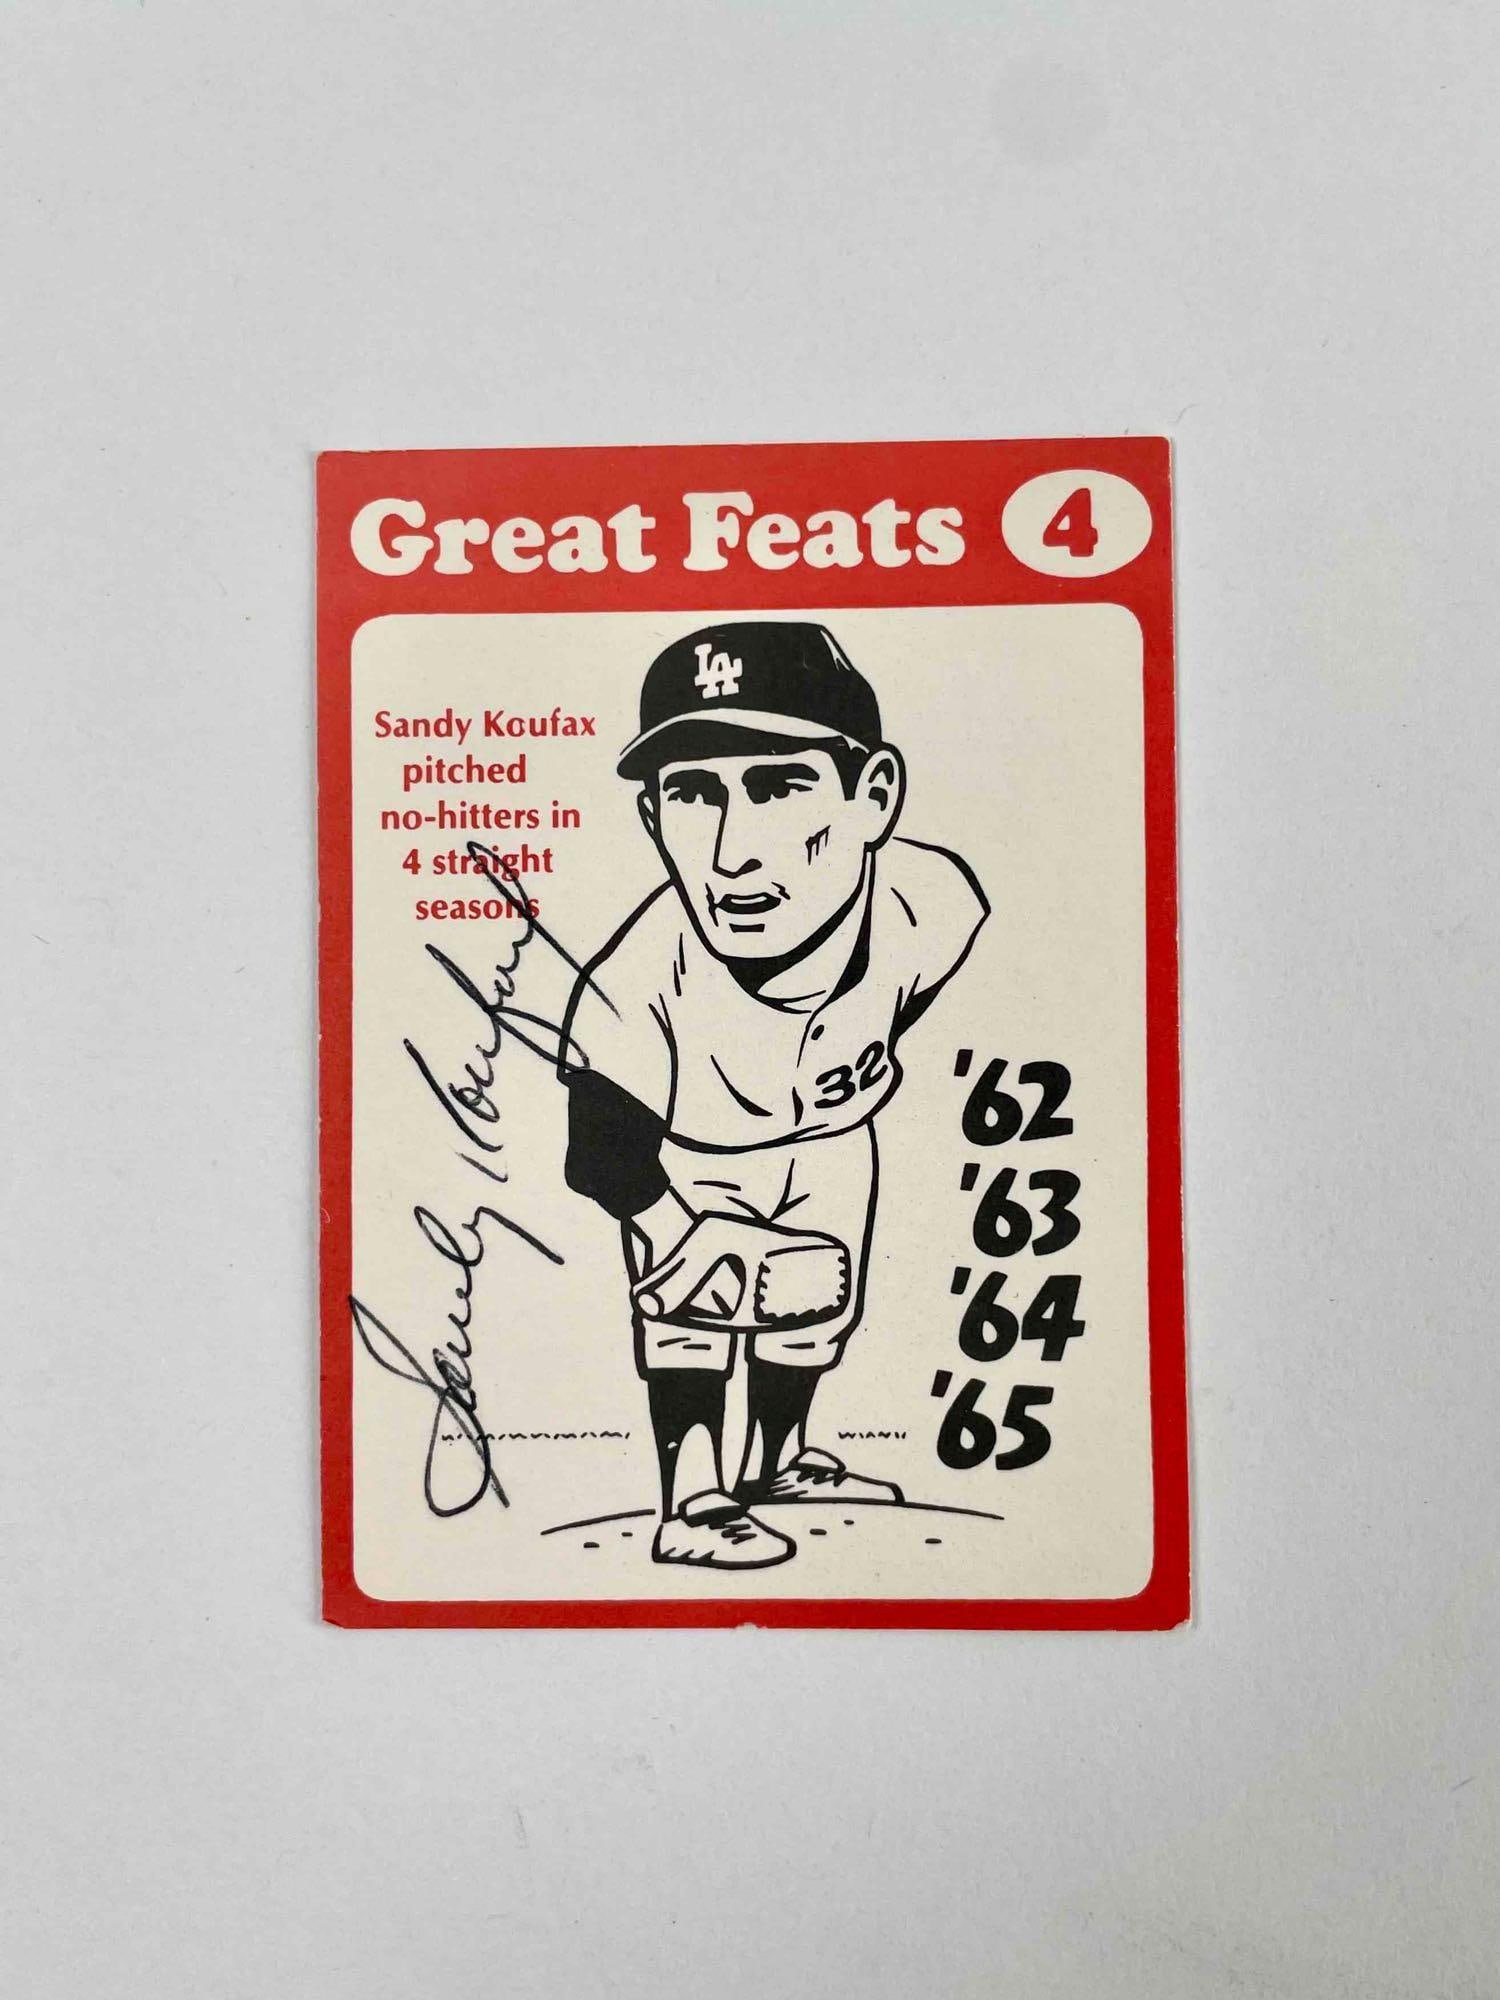 Great Feats 4
LA
Sandy Koufax
pitched
no-hitters in
4 straight
seasons
32
'62
'63
'64
'65
Sandy Koufax